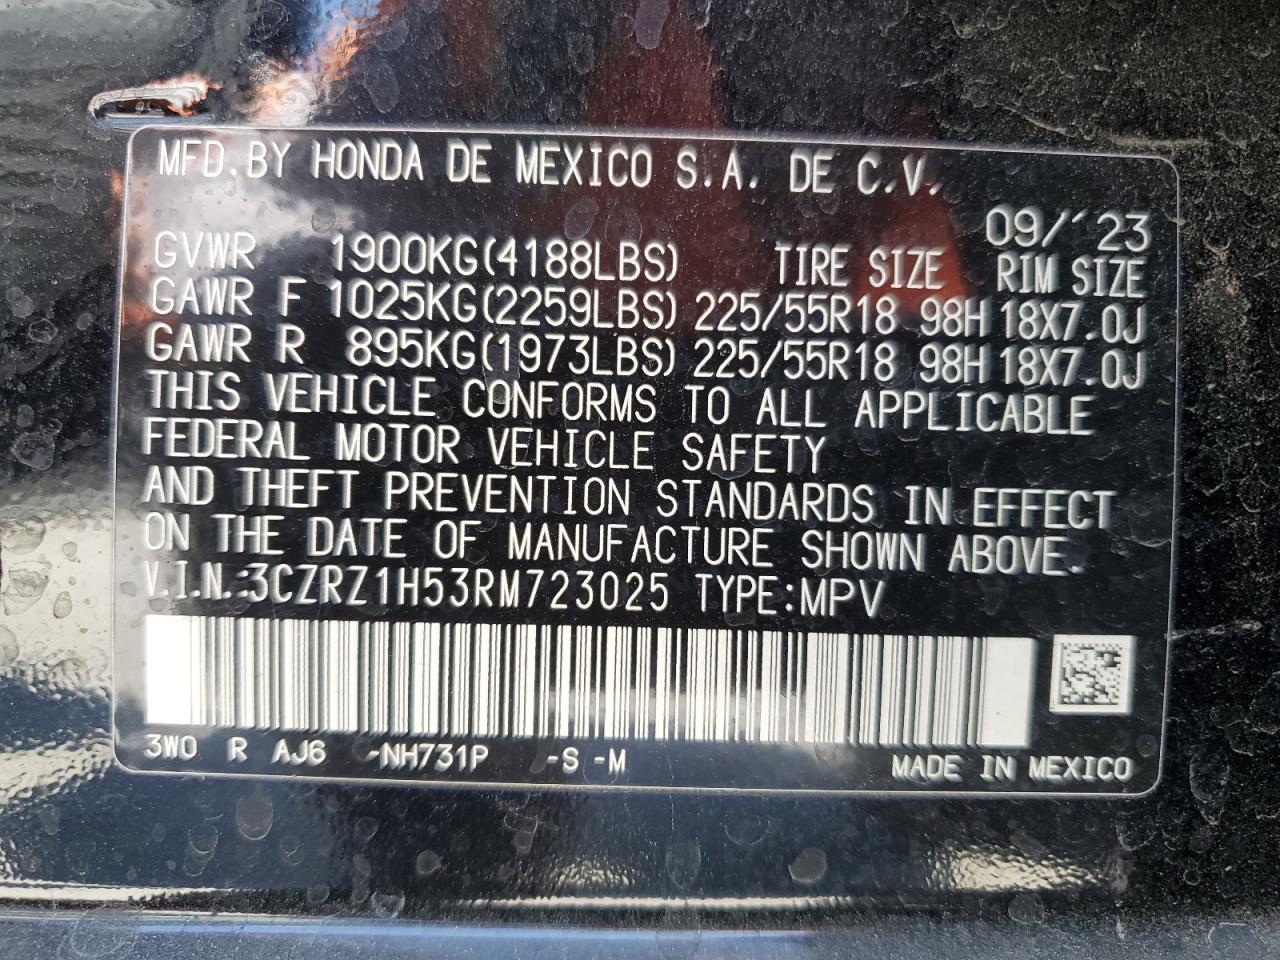 MFD.BY HONDA DE MEXICO S.A. DE C.V.
09/'23
GVWR 1900KG(4188LBS) TIRE SIZE RIM SIZE
GAWR F 1025KG(2259LBS) 225/55R18 98H 18X7.0J
GAWR R 895KG(1973LBS) 225/55R18 98H 18X7.0J
THIS VEHICLE CONFORMS TO ALL APPLICABLE
FEDERAL MOTOR VEHICLE SAFETY
AND THEFT PREVENTION STANDARDS IN EFFECT
ON THE DATE OF MANUFACTURE SHOWN ABOVE.
V.I.N.:3CZRZ1H53RM723025 TYPE:MPV
3W0 R AJ6 -NH731P -S -M MADE IN MEXICO